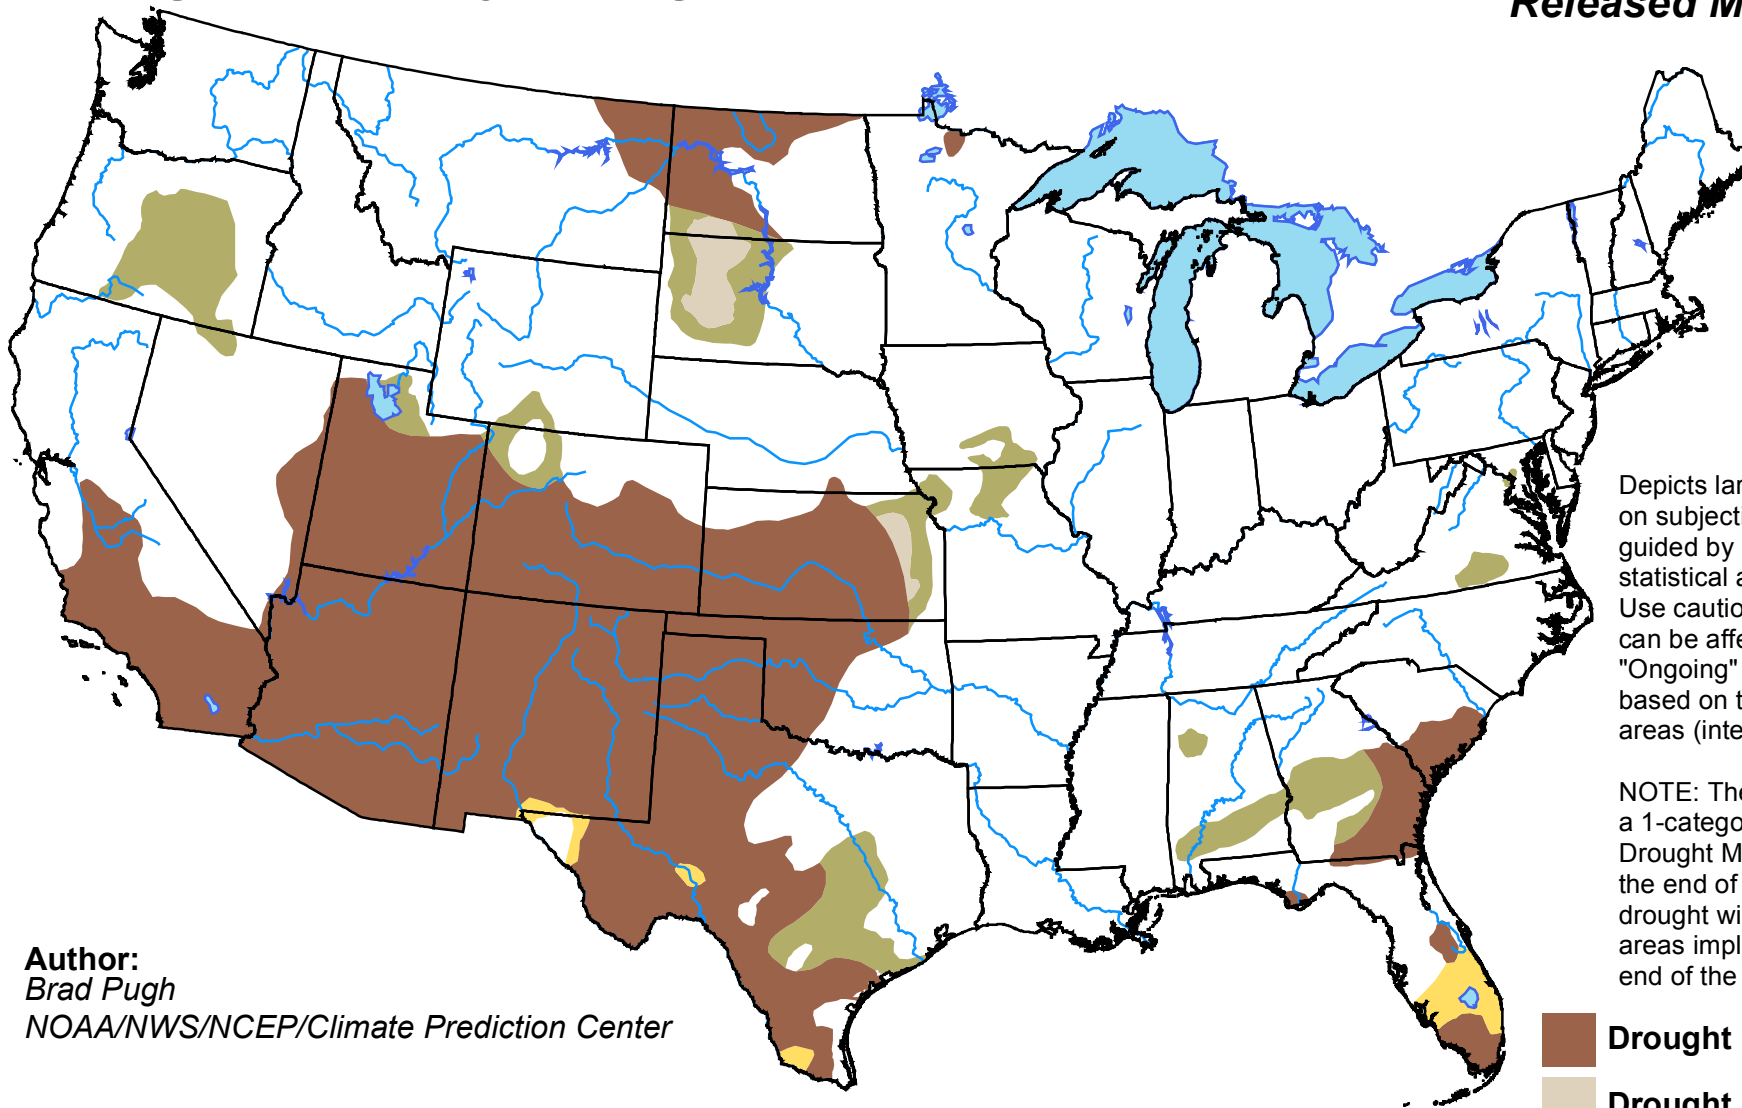 Released M
Depicts lar
on subjecti
guided by
statistical a
Use cautio
can be affe
"Ongoing"
based on t
areas (inte
NOTE: The
a 1-catego
Drought M
the end of
drought wi
areas impl
end of the
Author:
Brad Pugh
NOAA/NWS/NCEP/Climate Prediction Center
Drought
Drought